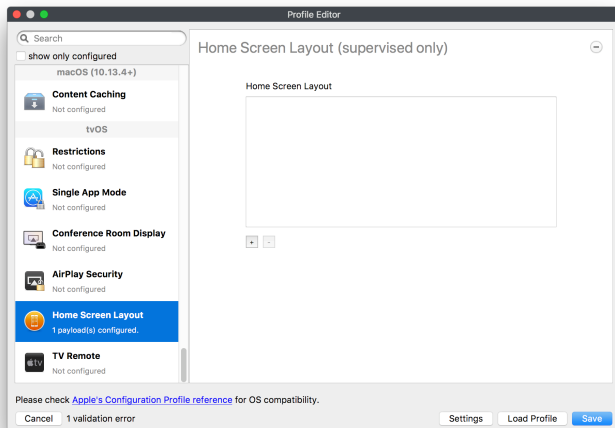 Profile Editor
Search
show only configured
macOS (10.13.4+)
Content Caching
Not configured
tvOS
Restrictions
Not configured
Single App Mode
Not configured
Conference Room Display
Not configured
AirPlay Security
Not configured
Home Screen Layout
1 payload(s) configured.
tv
TV Remote
Not configured
Home Screen Layout (supervised only)
Home Screen Layout
+ -
Please check Apple's Configuration Profile reference for OS compatibility.
Cancel 1 validation error Settings Load Profile Save